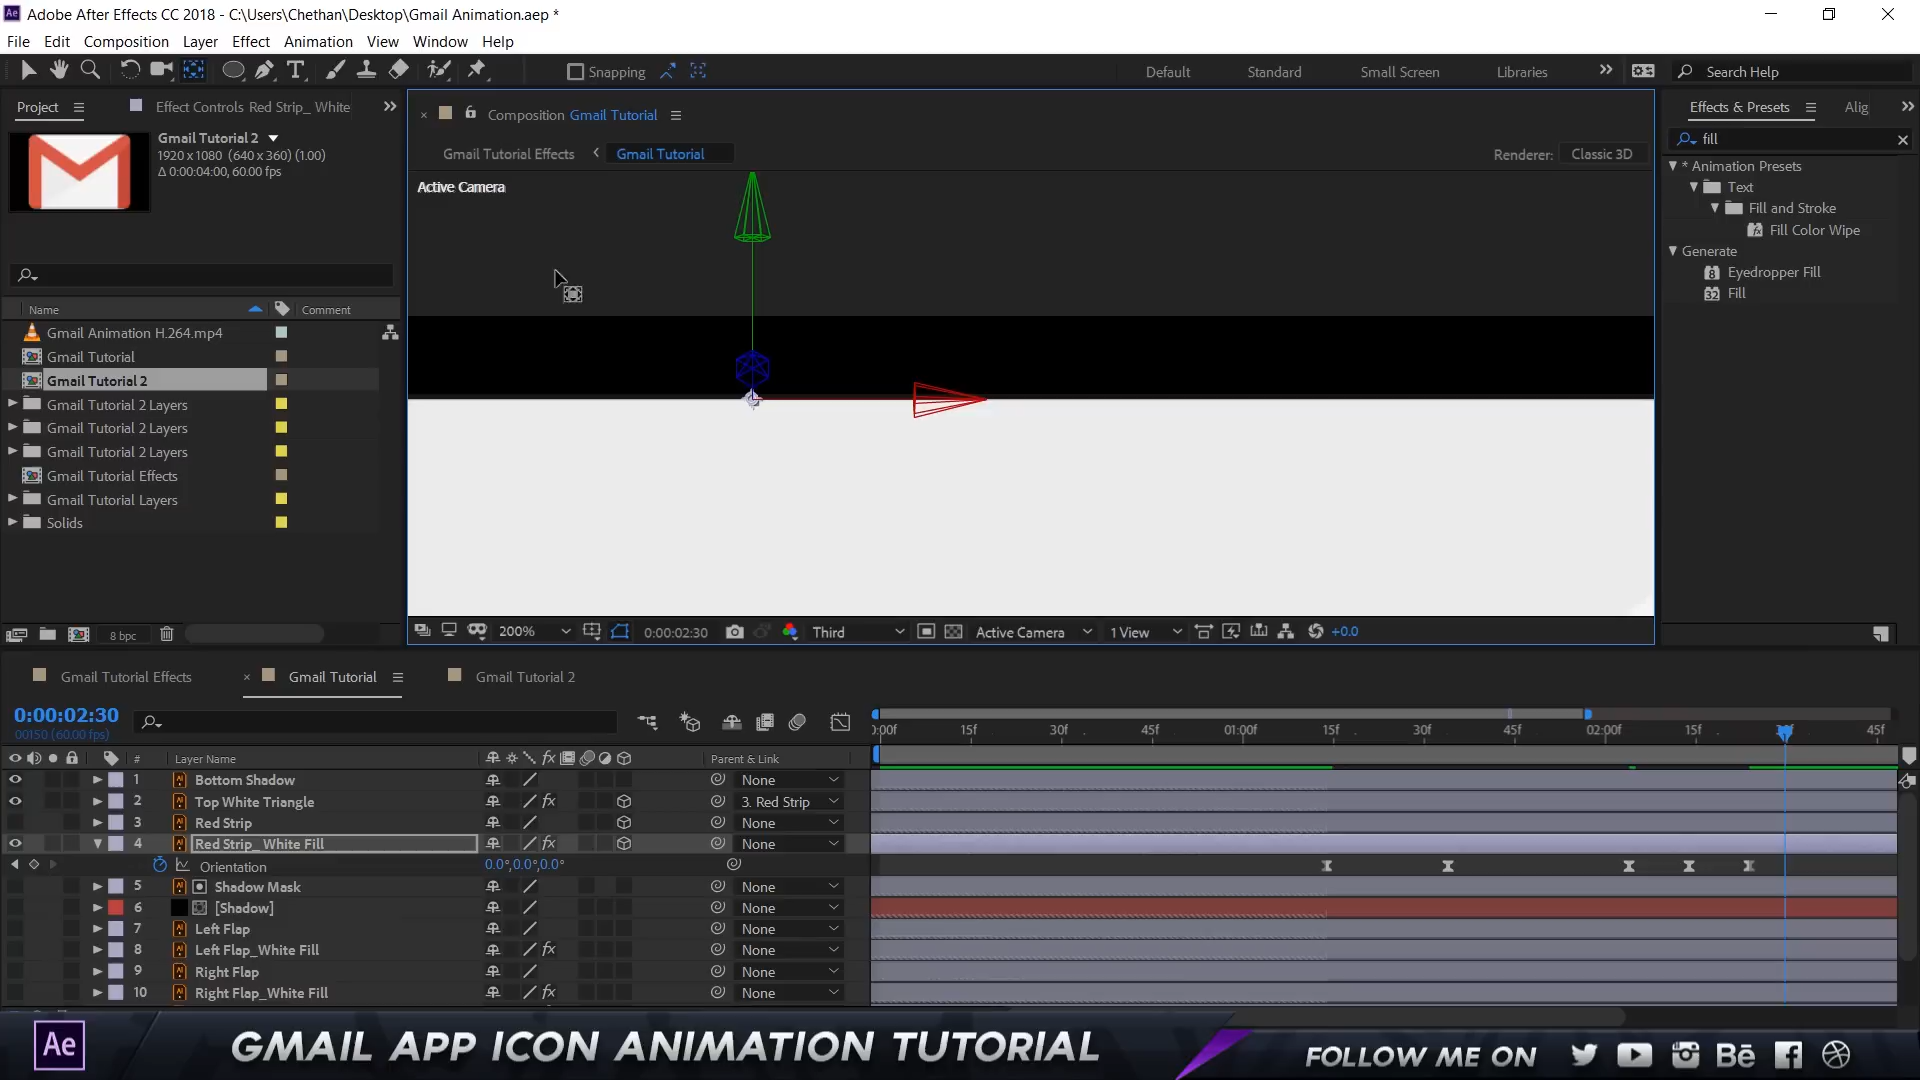 Adobe After Effects CC 2018 - C:\Users\Chethan\Desktop\Gmail Animation.aep *
File Edit Composition Layer Effect Animation View Window Help
Snapping Default Standard Small Screen Libraries Search Help
Project Effect Controls Red Strip_ White
Gmail Tutorial 2
1920 x 1080 (640 x 360) (1.00)
Δ 0:00:04:00, 60.00 fps
Name Comment
Gmail Animation H.264.mp4
Gmail Tutorial
Gmail Tutorial 2
Gmail Tutorial 2 Layers
Gmail Tutorial 2 Layers
Gmail Tutorial 2 Layers
Gmail Tutorial Effects
Gmail Tutorial Layers
Solids
8 bpc
Composition Gmail Tutorial
Gmail Tutorial Effects Gmail Tutorial Renderer: Classic 3D
Active Camera
200% 0:00:02:30 Third Active Camera 1 View +0.0
Effects & Presets Alig
fill
* Animation Presets
Text
Fill and Stroke
Fill Color Wipe
Generate
Eyedropper Fill
Fill
Gmail Tutorial Effects Gmail Tutorial Gmail Tutorial 2
0:00:02:30
00150 (60.00 fps)
15f 30f 45f 01:00f 15f 30f 45f 02:00f 15f 45f
# Layer Name fx Parent & Link
1 Bottom Shadow None
2 Top White Triangle fx 3. Red Strip
3 Red Strip None
4 Red Strip_ White Fill fx None
Orientation 0.0°,0.0°,0.0°
5 Shadow Mask None
6 [Shadow] None
7 Left Flap None
8 Left Flap_White Fill fx None
9 Right Flap None
10 Right Flap_White Fill fx None
Ae GMAIL APP ICON ANIMATION TUTORIAL FOLLOW ME ON